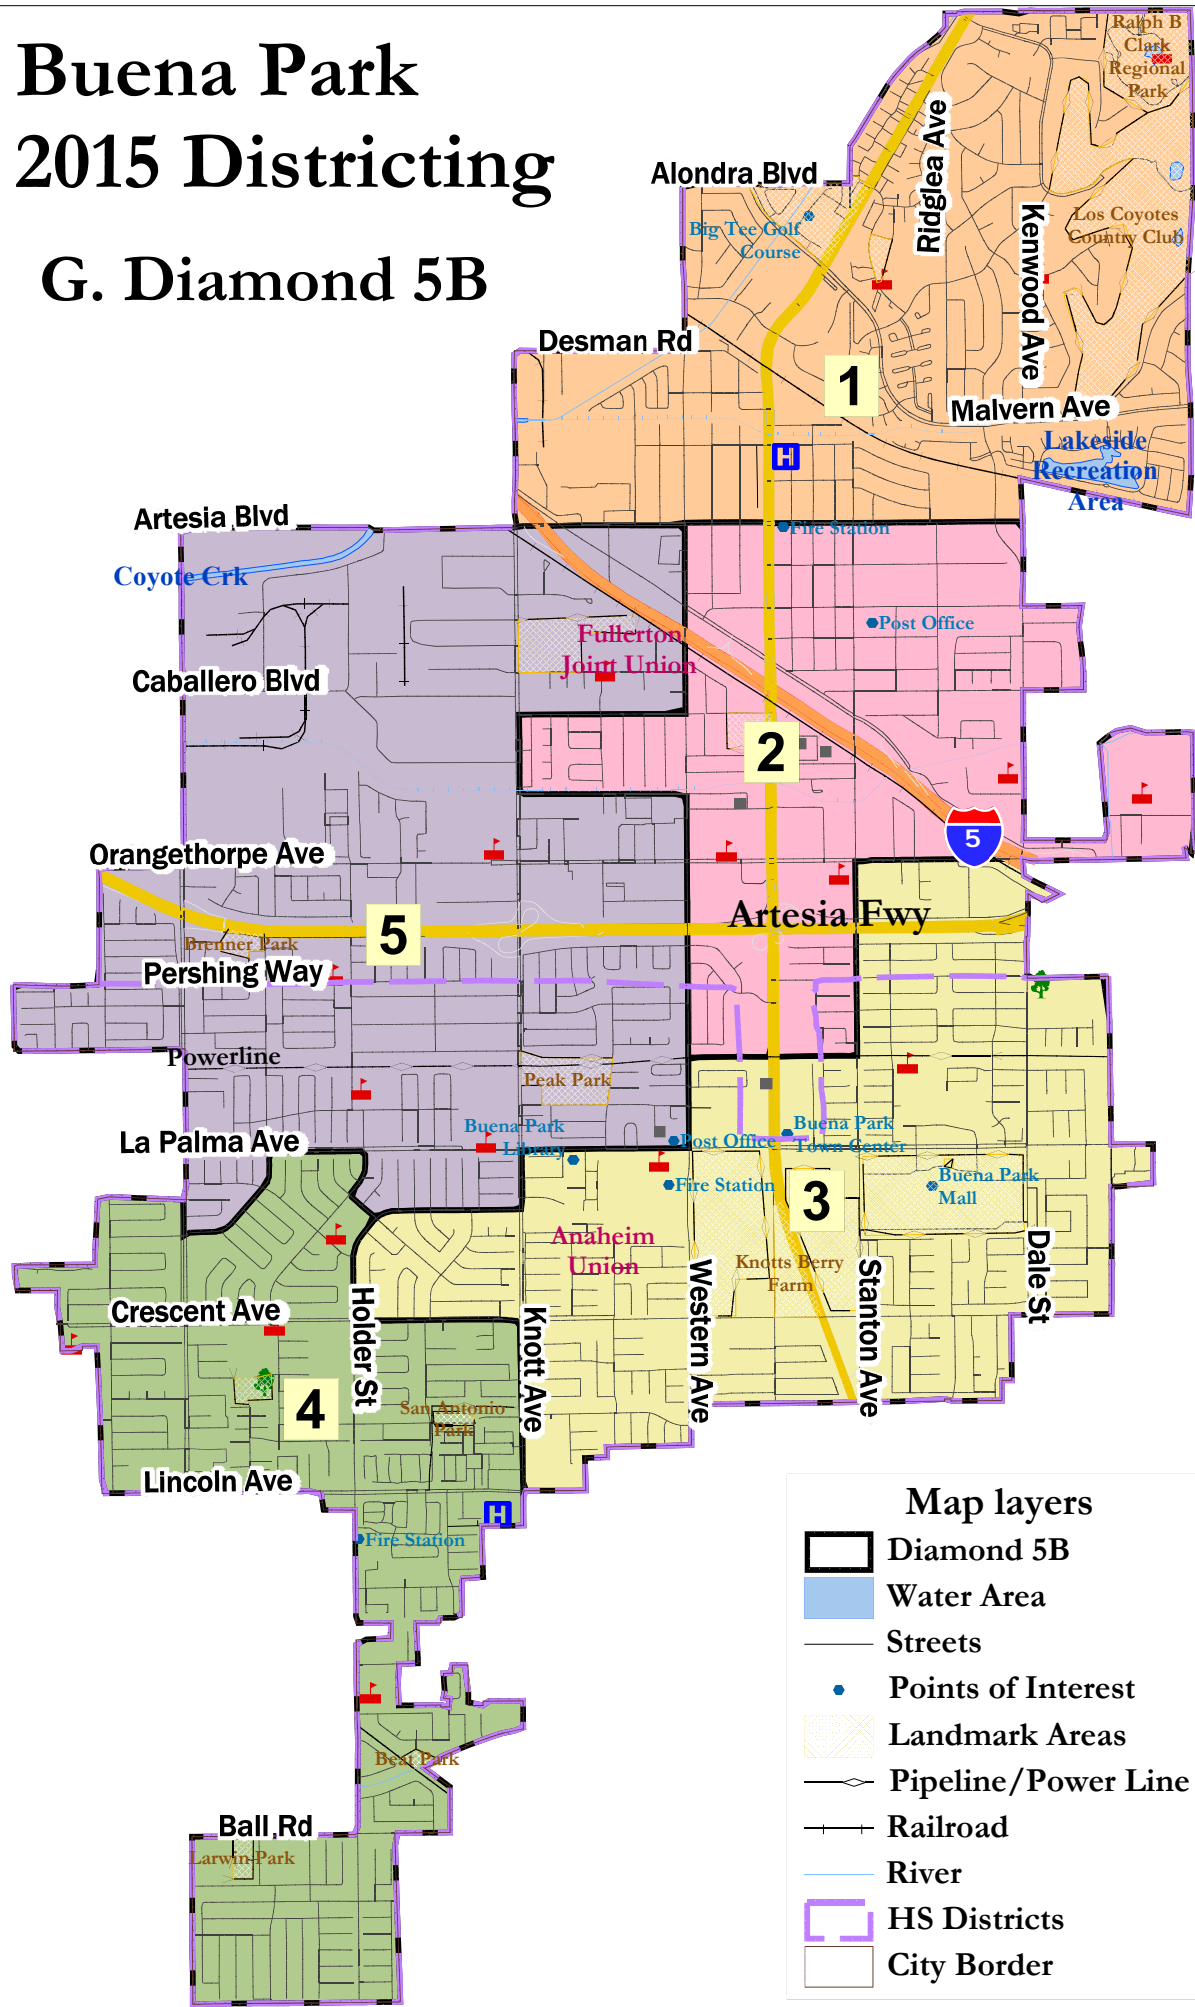 Buena Park
2015 Districting
G. Diamond 5B
Ralph B
Clark
Regional
Park
Ridglea Ave
Alondra Blvd
Kenwood Ave
Los Coyotes
Country Club
Big Tee Golf
Course
Desman Rd
1
Malvern Ave
Lakeside
Recreation
Area
H
Artesia Blvd
Fire Station
Coyote Crk
Post Office
Fullerton
Joint Union
Caballero Blvd
2
5
Orangethorpe Ave
Artesia Fwy
5
Brenner Park
Pershing Way
Powerline
Peak Park
Buena Park
Library
Post Office
Buena Park
Town Center
La Palma Ave
Fire Station
Buena Park
Mall
3
Anaheim
Union
Knotts Berry
Farm
Western Ave
Stanton Ave
Dale St
Crescent Ave
Holder St
Knott Ave
4
San Antonio
Park
Lincoln Ave
H
Fire Station
Beat Park
Ball Rd
Larwin Park
Map layers
Diamond 5B
Water Area
Streets
Points of Interest
Landmark Areas
Pipeline/Power Line
Railroad
River
HS Districts
City Border